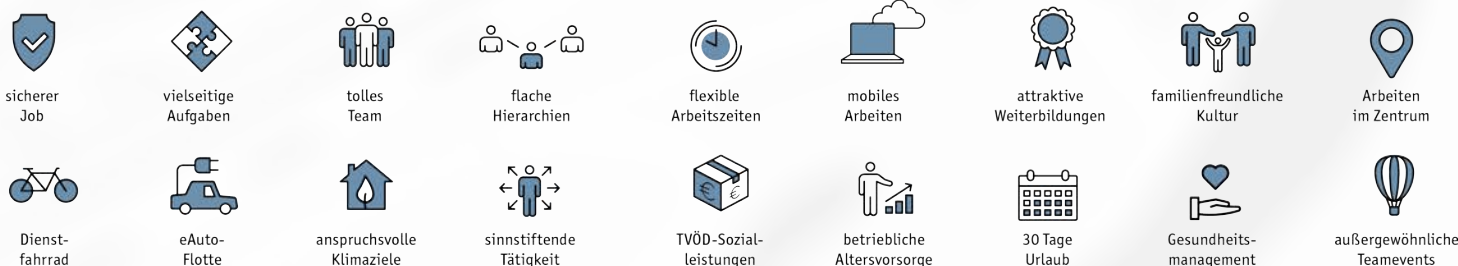 sicherer
Job
vielseitige
Aufgaben
tolles
Team
flache
Hierarchien
flexible
Arbeitszeiten
mobiles
Arbeiten
attraktive
Weiterbildungen
familienfreundliche
Kultur
Arbeiten
im Zentrum
Dienst-
fahrrad
eAuto-
Flotte
anspruchsvolle
Klimaziele
sinnstiftende
Tätigkeit
€ €
TVÖD-Sozial-
leistungen
betriebliche
Altersvorsorge
30 Tage
Urlaub
Gesundheits-
management
außergewöhnliche
Teamevents